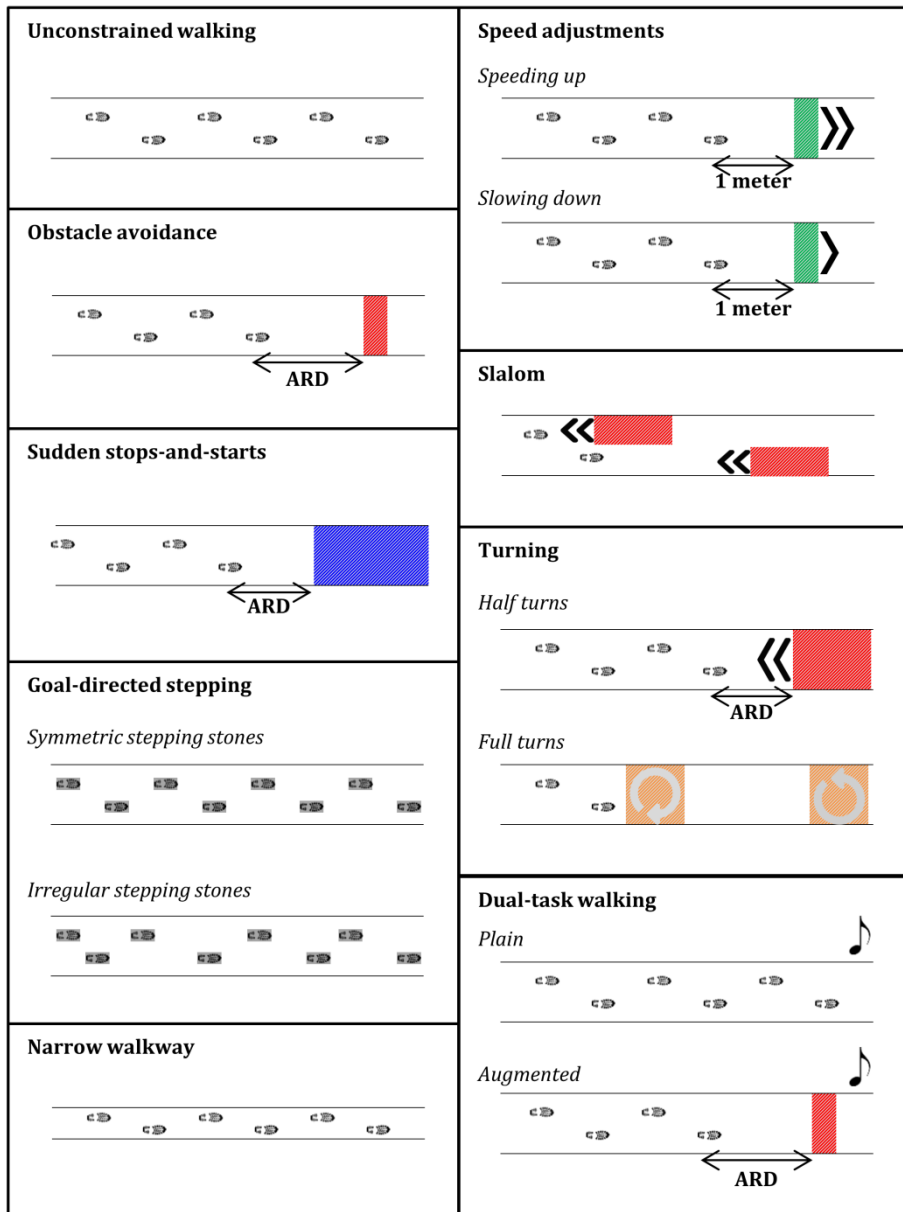 Unconstrained walking
Obstacle avoidance
ARD
Sudden stops-and-starts
ARD
Goal-directed stepping
Symmetric stepping stones
Irregular stepping stones
Narrow walkway
Speed adjustments
Speeding up
1 meter
Slowing down
1 meter
Slalom
Turning
Half turns
ARD
Full turns
Dual-task walking
Plain
Augmented
ARD